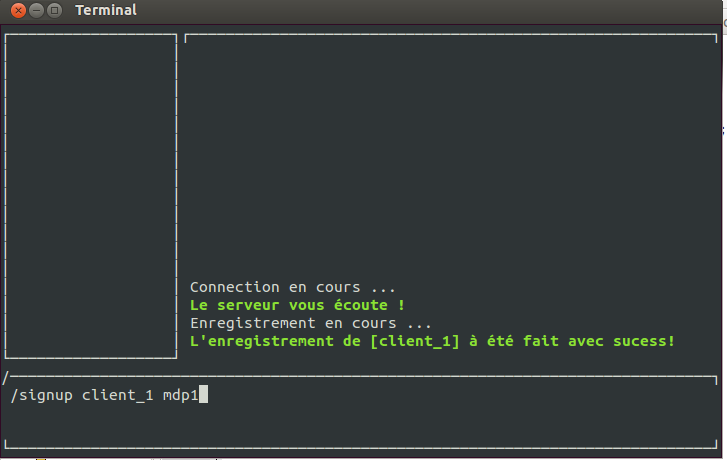 Terminal
Connection en cours ...
Le serveur vous écoute !
Enregistrement en cours ...
L'enregistrement de [client_1] à été fait avec sucess!
/
/signup client_1 mdp1